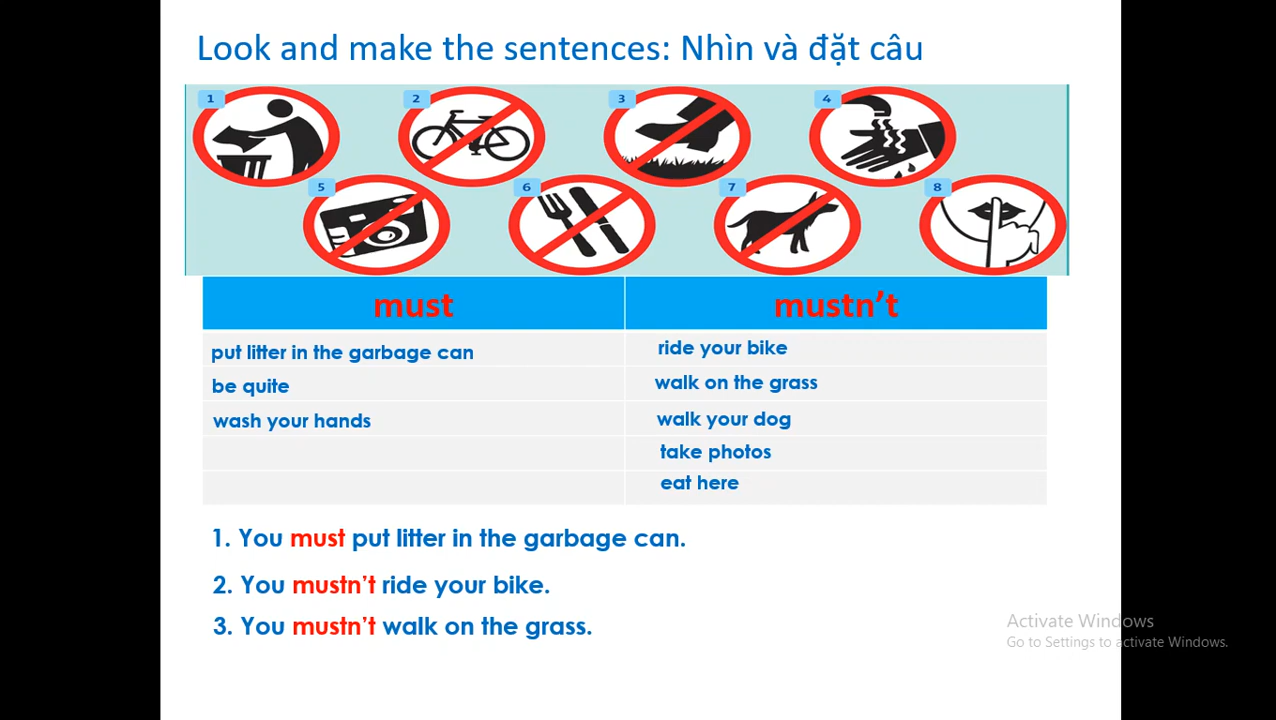 Look and make the sentences: Nhìn và đặt câu
1 2 3 4
5 6 7 8
must mustn't
put litter in the garbage can ride your bike
be quite walk on the grass
wash your hands walk your dog
take photos
eat here
1. You must put litter in the garbage can.
2. You mustn't ride your bike.
3. You mustn't walk on the grass.
Activate Windows
Go to Settings to activate Windows.